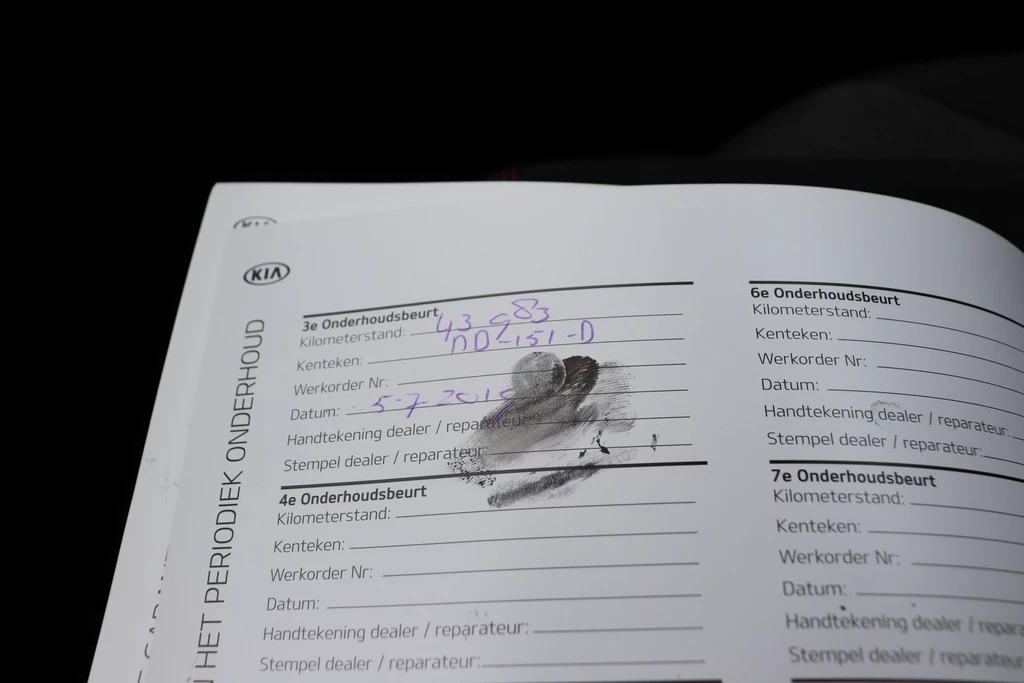 KIA
HET PERIODIEK ONDERHOUD
3e Onderhoudsbeurt
Kilometerstand: 43 983
Kenteken: ND-151-D
Werkorder Nr:
Datum: 5-7-
Handtekening dealer / reparateur:
Stempel dealer / reparateur:
4e Onderhoudsbeurt
Kilometerstand:
Kenteken:
Werkorder Nr:
Datum:
Handtekening dealer / reparateur:
Stempel dealer / reparateur:
6e Onderhoudsbeurt
Kilometerstand:
Kenteken:
Werkorder Nr:
Datum:
Handtekening dealer / reparateur:
Stempel dealer / reparateur:
7e Onderhoudsbeurt
Kilometerstand:
Kenteken:
Werkorder Nr:
Datum:
Handtekening dealer /
Stempel dealer / reparateur